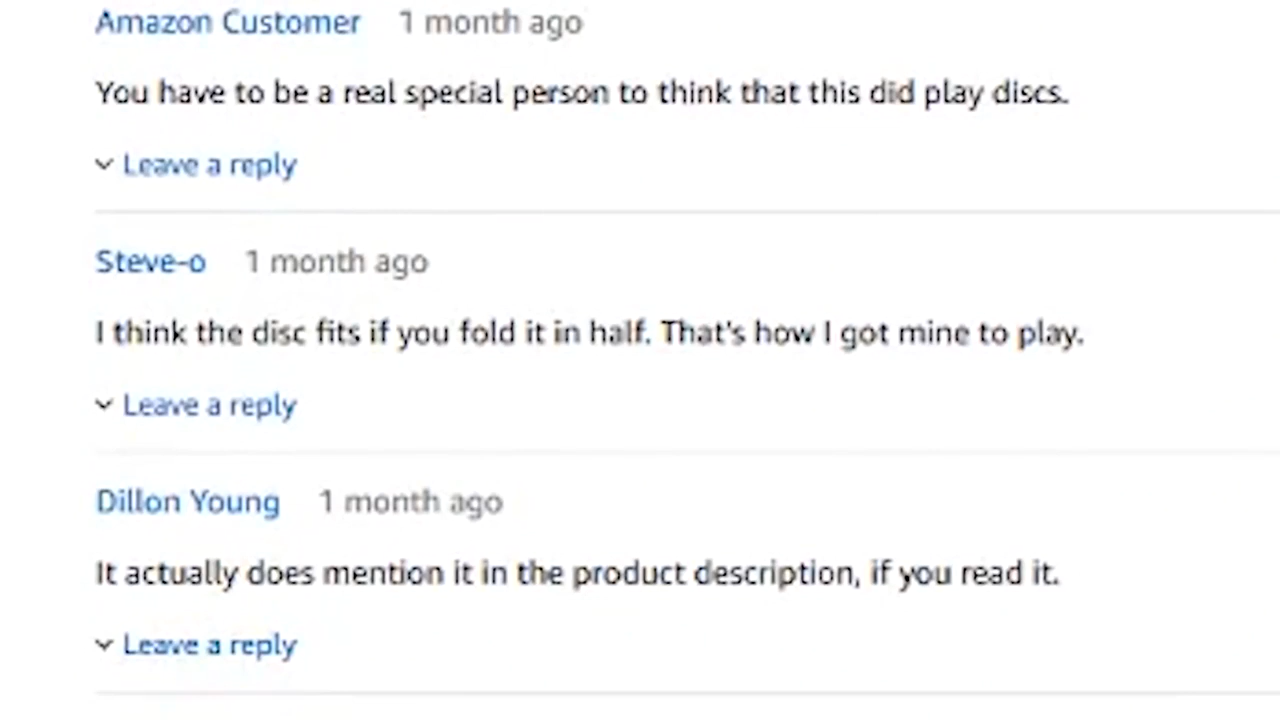 Amazon Customer 1 month ago
You have to be a real special person to think that this did play discs.
Leave a reply
Steve-o 1 month ago
I think the disc fits if you fold it in half. That's how I got mine to play.
Leave a reply
Dillon Young 1 month ago
It actually does mention it in the product description, if you read it.
Leave a reply